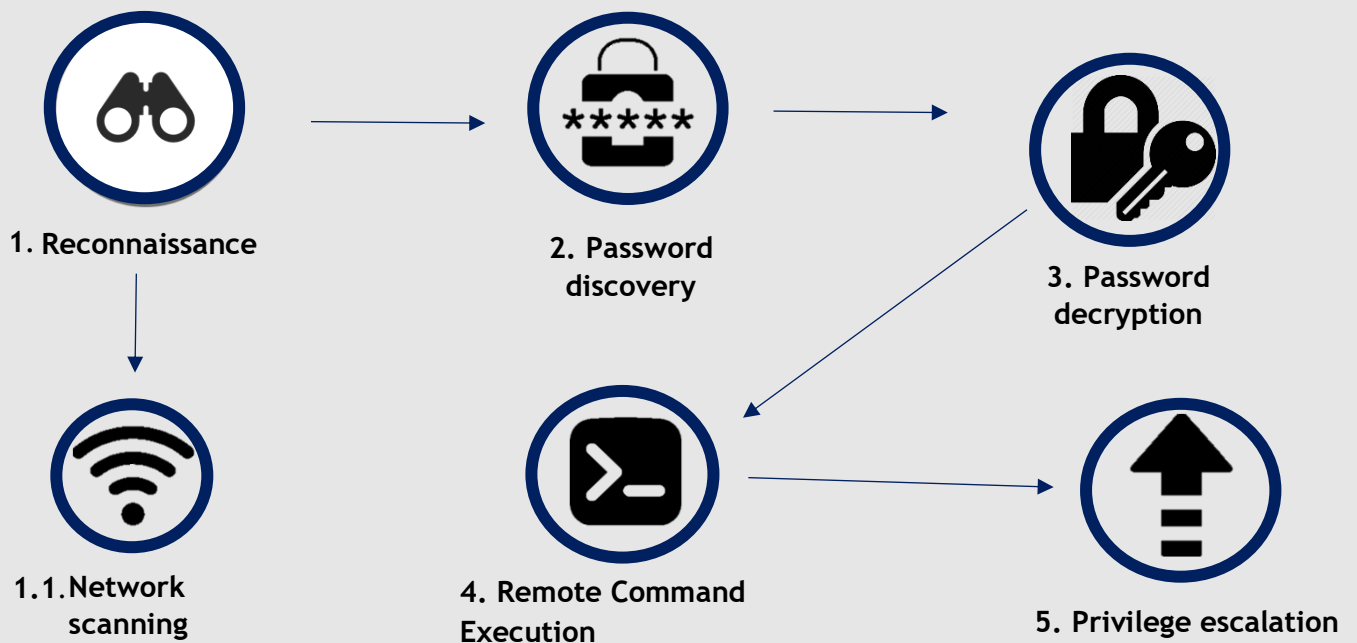 *****
1. Reconnaissance
2. Password
discovery
3. Password
decryption
>_
1.1.Network
scanning
4. Remote Command
Execution
5. Privilege escalation